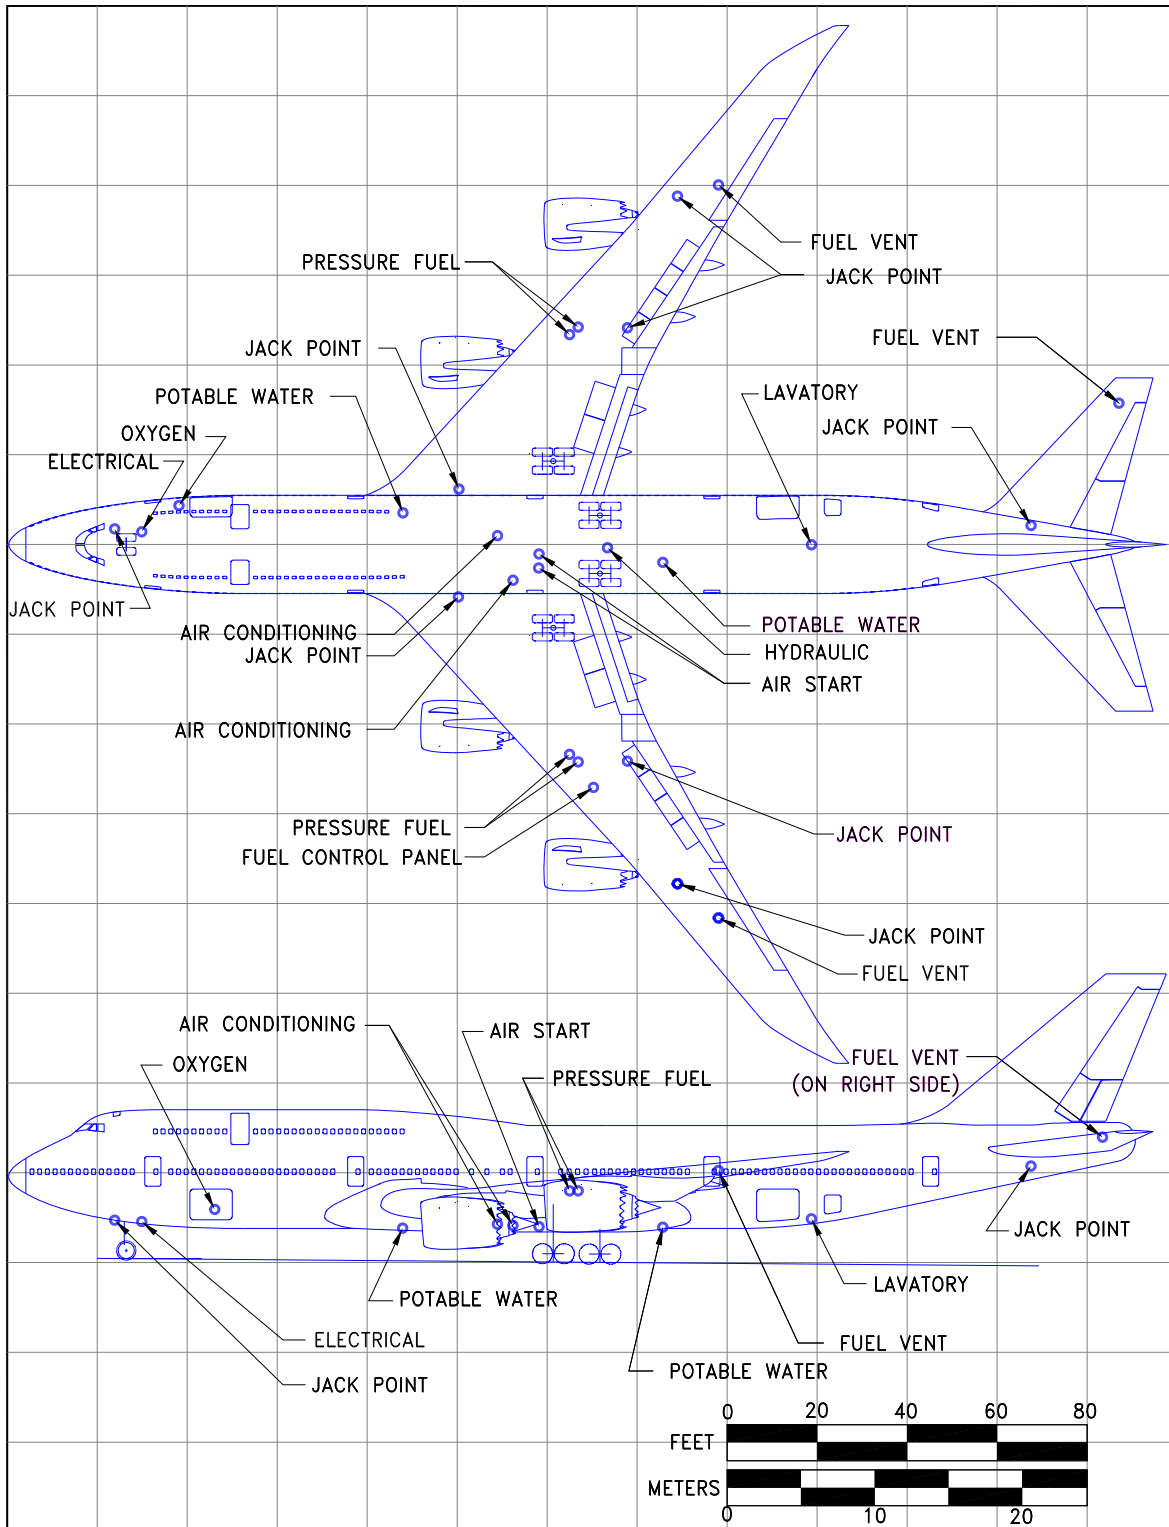 FUEL VENT
PRESSURE FUEL
JACK POINT
FUEL VENT
JACK POINT
LAVATORY
POTABLE WATER
JACK POINT
OXYGEN
ELECTRICAL
JACK POINT
POTABLE WATER
AIR CONDITIONING
HYDRAULIC
JACK POINT
AIR START
AIR CONDITIONING
PRESSURE FUEL
JACK POINT
FUEL CONTROL PANEL
JACK POINT
FUEL VENT
AIR CONDITIONING
AIR START
OXYGEN
FUEL VENT
(ON RIGHT SIDE)
PRESSURE FUEL
JACK POINT
LAVATORY
POTABLE WATER
ELECTRICAL
FUEL VENT
POTABLE WATER
JACK POINT
0 20 40 60 80
FEET
METERS
0 10 20